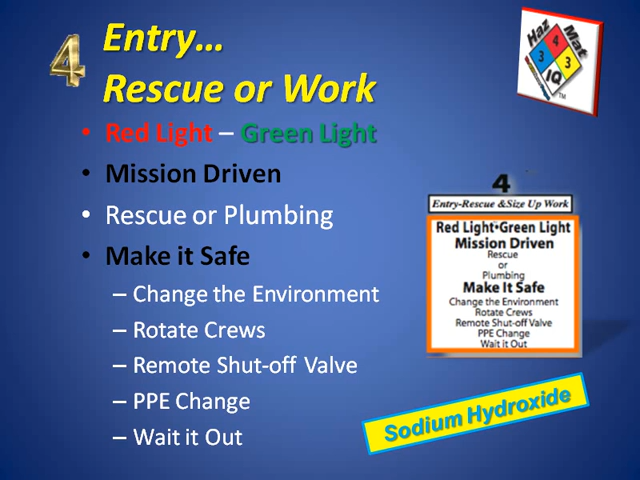 4
Entry...
Rescue or Work
Haz Mat
4
3 3
IQ
TM
• Red Light – Green Light
• Mission Driven
• Rescue or Plumbing
• Make it Safe
– Change the Environment
– Rotate Crews
– Remote Shut-off Valve
– PPE Change
– Wait it Out
4
Entry-Rescue &Size Up Work
Red Light•Green Light
Mission Driven
Rescue
or
Plumbing
Make It Safe
Change the Environment
Rotate Crews
Remote Shut-off Valve
PPE Change
Wait it Out
Sodium Hydroxide